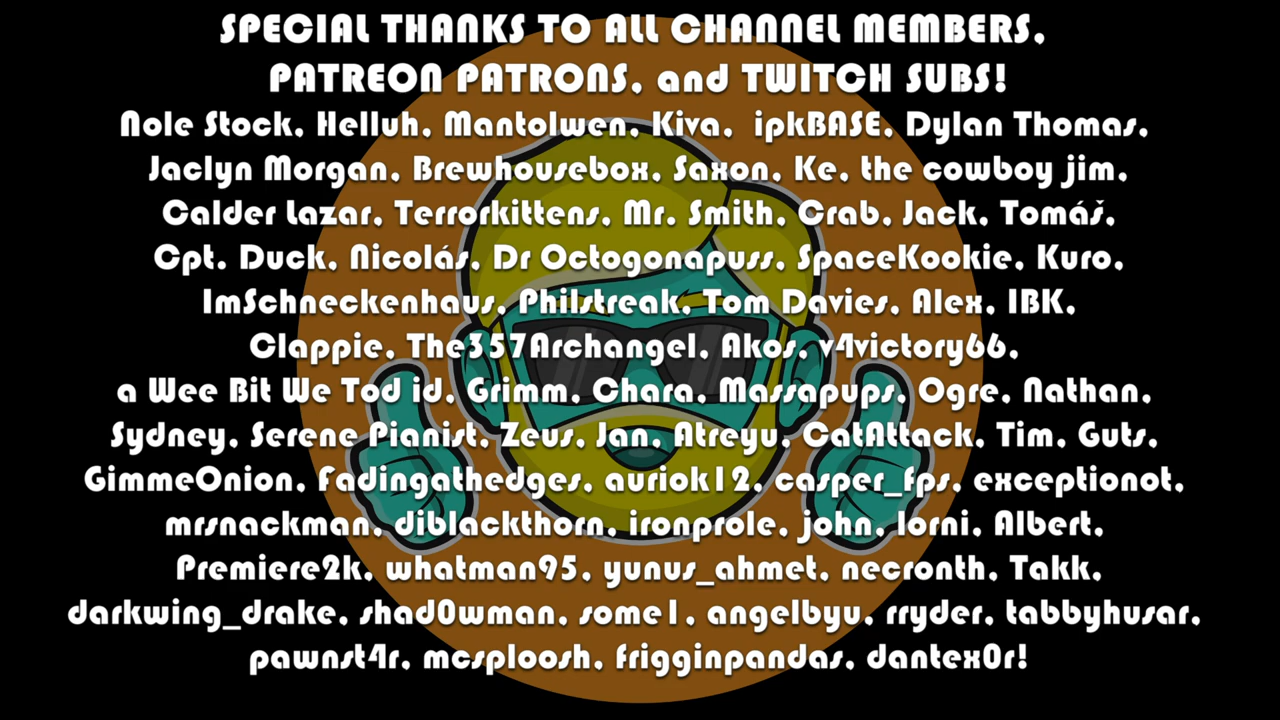 SPECIAL THANKS TO ALL CHANNEL MEMBERS,
PATREON PATRONS, and TWITCH SUBS!
Nole Stock, Helluh, Mantolwen, Kiva, ipkBASE, Dylan Thomas,
Jaclyn Morgan, Brewhousebox, Saxon, Ke, the cowboy jim,
Calder Lazar, Terrorkittens, Mr. Smith, Crab, Jack, Tomáš,
Cpt. Duck, Nicolás, Dr Octogonapuss, SpaceKookie, Kuro,
ImSchneckenhaus, Philstreak, Tom Davies, Alex, IBK,
Clappie, The357Archangel, Akos, v4victory66,
a Wee Bit We Tod id, Grimm, Chara, Massapups, Ogre, Nathan,
Sydney, Serene Pianist, Zeus, Jan, Atreyu, CatAttack, Tim, Guts,
GimmeOnion, Fadingathedges, auriok12, casper_fps, exceptionot,
mrsnackman, diblackthorn, ironprole, john, lorni, Albert,
Premiere2k, whatman95, yunus_ahmet, necronth, Takk,
darkwing_drake, shad0wman, some1, angelbyu, rryder, tabbyhusar,
pawnst4r, mcsploosh, frigginpandas, dantex0r!